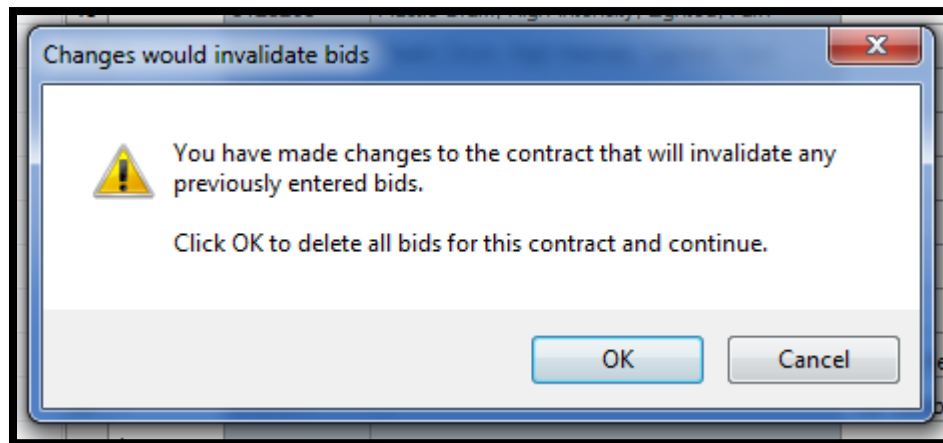 Changes would invalidate bids
You have made changes to the contract that will invalidate any
previously entered bids.
Click OK to delete all bids for this contract and continue.
OK
Cancel